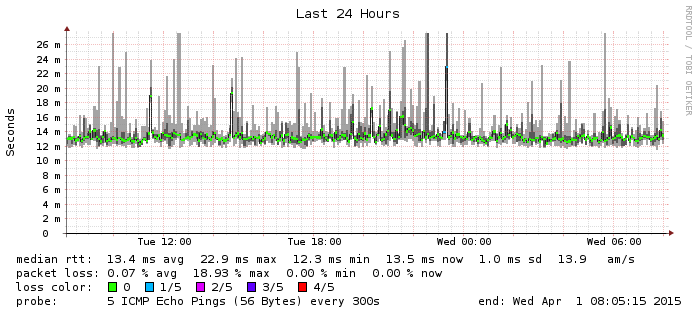 Last 24 Hours
RRDTOOL / TOBI OETIKER
Seconds
26 m
24 m
22 m
20 m
18 m
16 m
14 m
12 m
10 m
8 m
6 m
4 m
2 m
0
Tue 12:00 Tue 18:00 Wed 00:00 Wed 06:00
median rtt: 13.4 ms avg 22.9 ms max 12.3 ms min 13.5 ms now 1.0 ms sd 13.9 am/s
packet loss: 0.07 % avg 18.93 % max 0.00 % min 0.00 % now
loss color: 0 1/5 2/5 3/5 4/5
probe: 5 ICMP Echo Pings (56 Bytes) every 300s end: Wed Apr 1 08:05:15 2015